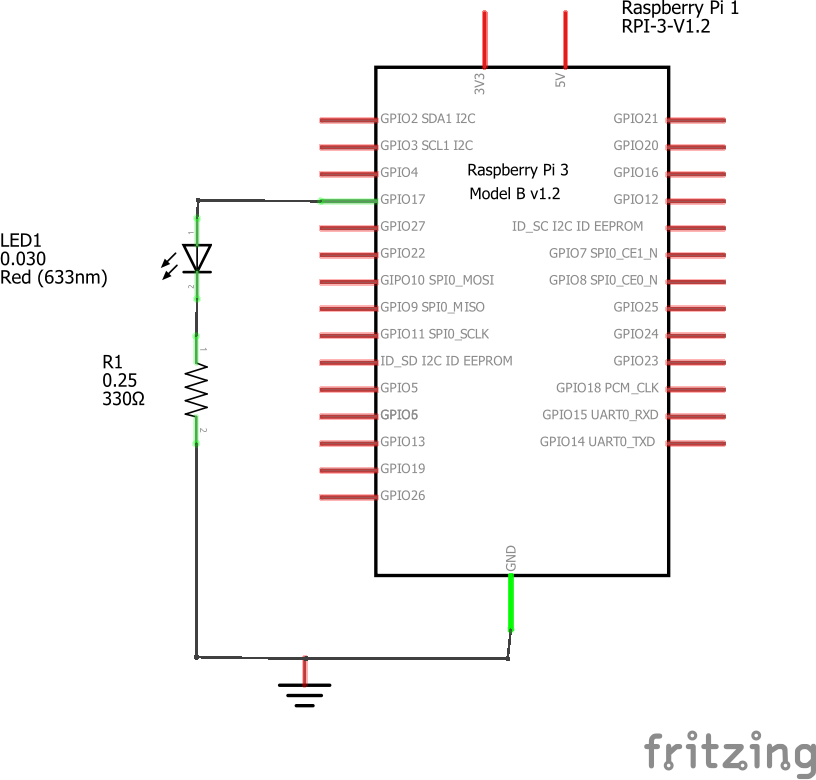 Raspberry Pi 1
RPI-3-V1.2
3V3
5V
GPIO2 SDA1 I2C
GPIO21
GPIO3 SCL1 I2C
GPIO20
GPIO4
Raspberry Pi 3
GPIO16
GPIO17
Model B v1.2
GPIO12
GPIO27
ID_SC I2C ID EEPROM
GPIO22
GPIO7 SPI0_CE1_N
GIPO10 SPI0_MOSI
GPIO8 SPI0_CE0_N
GPIO9 SPI0_MISO
GPIO25
GPIO11 SPI0_SCLK
GPIO24
ID_SD I2C ID EEPROM
GPIO23
GPIO5
GPIO18 PCM_CLK
GPIO6
GPIO15 UART0_RXD
GPIO13
GPIO14 UART0_TXD
GPIO19
GPIO26
GND
LED1
0.030
Red (633nm)
1
2
R1
0.25
330Ω
1
2
fritzing